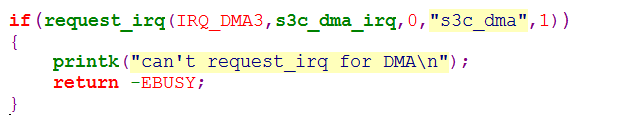 if(request_irq(IRQ_DMA3,s3c_dma_irq,0,"s3c_dma",1))
{
    printk("can't request_irq for DMA\n");
    return -EBUSY;
}